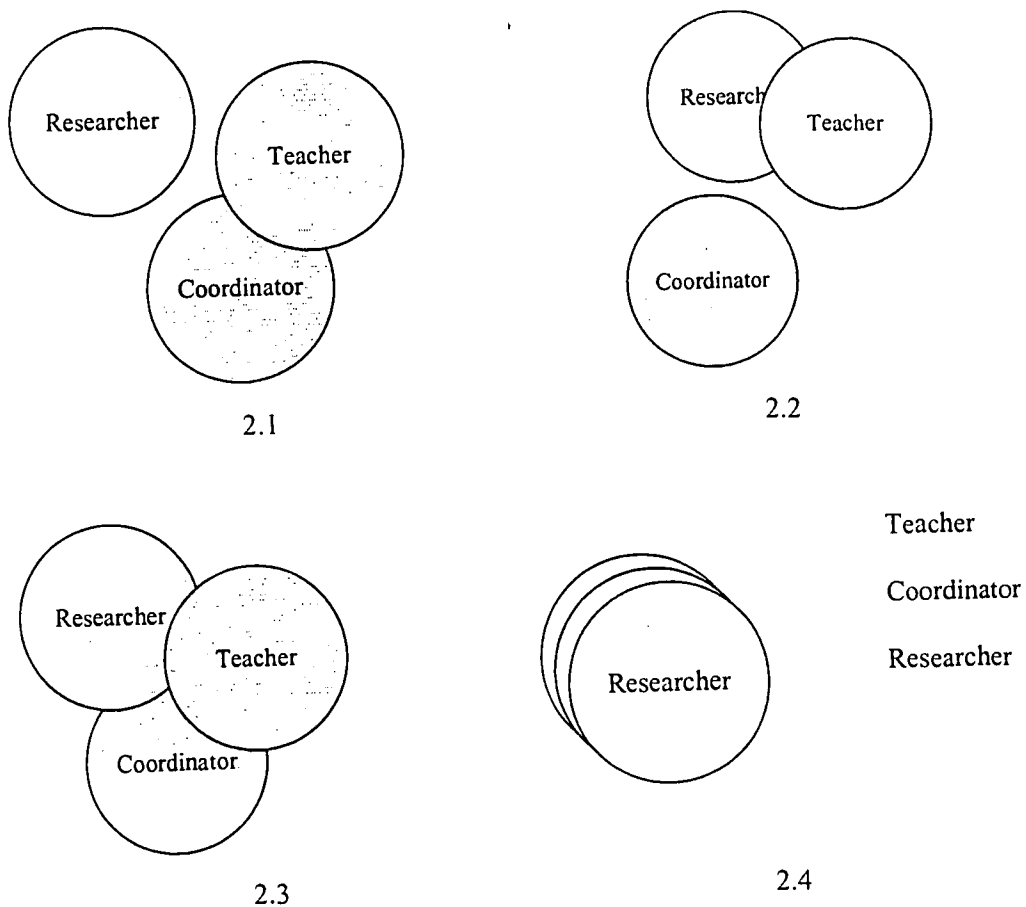 Researcher
Teacher
Coordinator
2.1
Research
Teacher
Coordinator
2.2
Researcher
Teacher
Coordinator
2.3
Researcher
Teacher
Coordinator
Researcher
2.4